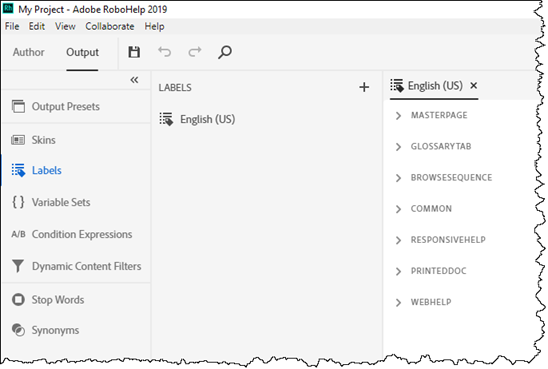 Rh My Project - Adobe RoboHelp 2019
File Edit View Collaborate Help
Author Output
Output Presets
Skins
Labels
Variable Sets
A/B Condition Expressions
Dynamic Content Filters
Stop Words
Synonyms
LABELS
English (US)
English (US)
MASTERPAGE
GLOSSARYTAB
BROWSESEQUENCE
COMMON
RESPONSIVEHELP
PRINTEDDOC
WEBHELP